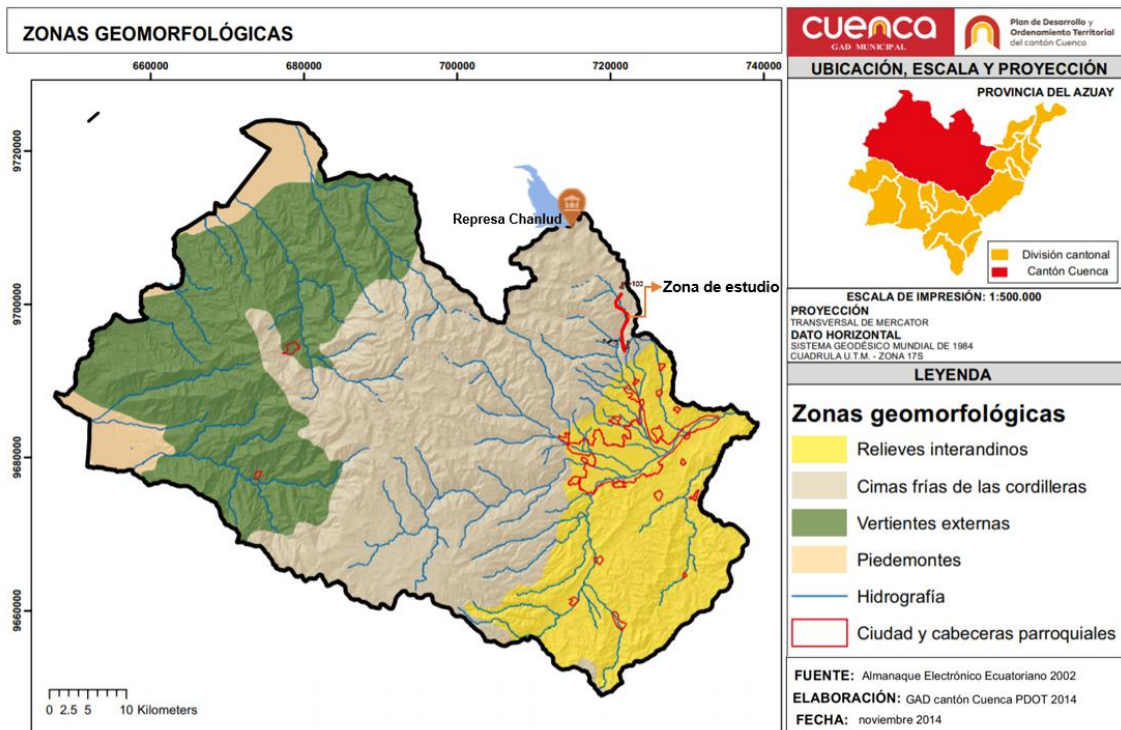 ZONAS GEOMORFOLÓGICAS
660000
680000
700000
720000
740000
9720000
9700000
9680000
9660000
Represa Chanlud
100
Zona de estudio
0 2.5 5 10 Kilometers
cuenca
GAD MUNICIPAL
Plan de Desarrollo y
Ordenamiento Territorial
del cantón Cuenca
UBICACIÓN, ESCALA Y PROYECCIÓN
PROVINCIA DEL AZUAY
División cantonal
Cantón Cuenca
ESCALA DE IMPRESIÓN: 1:500.000
PROYECCIÓN
TRANSVERSAL DE MERCATOR
DATO HORIZONTAL
SISTEMA GEODÉSICO MUNDIAL DE 1984
CUADRULA U.T.M. - ZONA 17S
LEYENDA
Zonas geomorfológicas
Relieves interandinos
Cimas frías de las cordilleras
Vertientes externas
Piedemontes
Hidrografía
Ciudad y cabeceras parroquiales
FUENTE: Almanaque Electrónico Ecuatoriano 2002
ELABORACIÓN: GAD cantón Cuenca PDOT 2014
FECHA: noviembre 2014